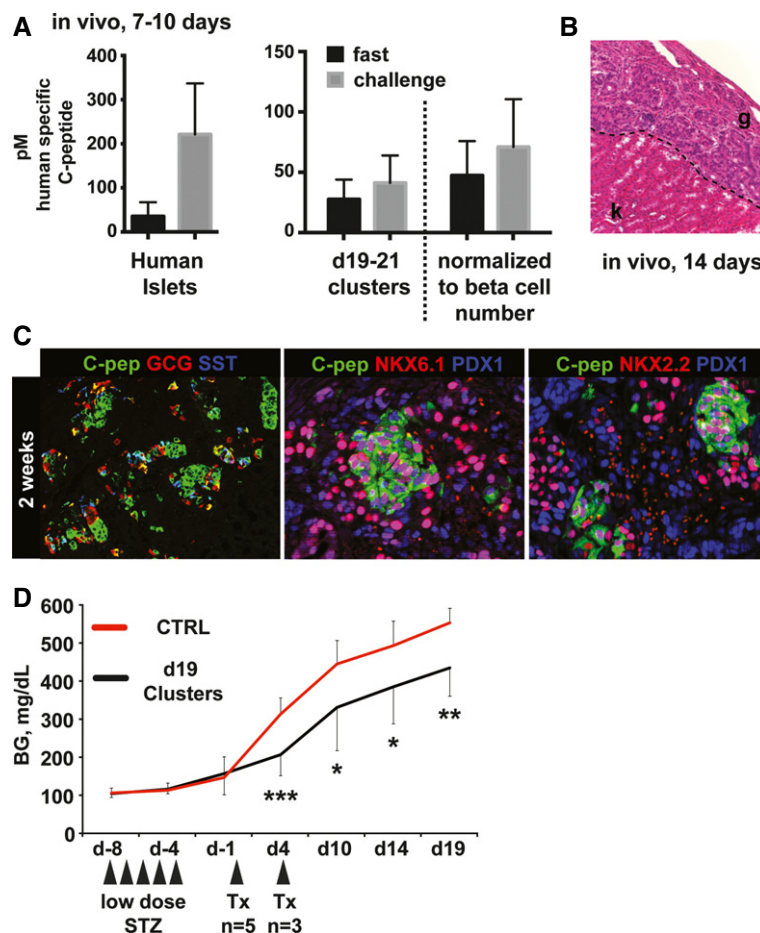 A
in vivo, 7-10 days
pM
human specific
C-peptide
400
300
200
100
0
Human
Islets
fast
challenge
150
100
50
0
d19-21
clusters
normalized
to beta cell
number
B
g
k
in vivo, 14 days
C
2 weeks
C-pep GCG SST
C-pep NKX6.1 PDX1
C-pep NKX2.2 PDX1
D
BG, mg/dL
600
500
400
300
200
100
0
CTRL
d19
Clusters
***
*
*
**
d-8 d-4 d-1 d4 d10 d14 d19
low dose
STZ
Tx
n=5
Tx
n=3